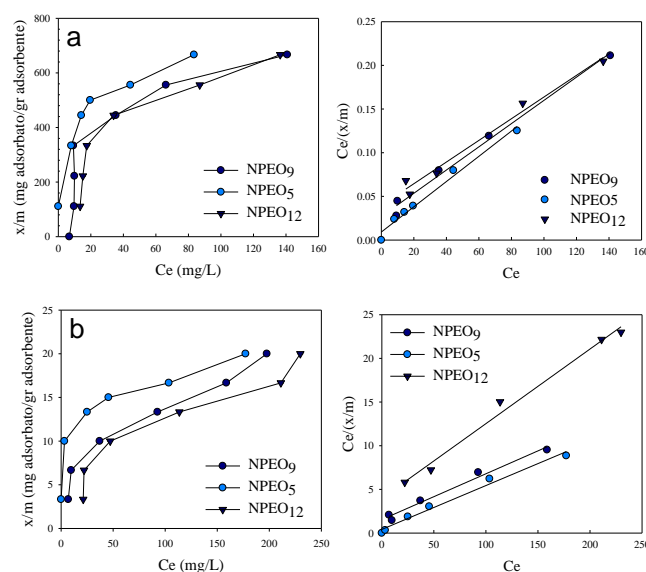 a
x/m (mg adsorbato/gr adsorbente)
800
600
400
200
0
NPEO9
NPEO5
NPEO12
0 20 40 60 80 100 120 140 160
Ce (mg/L)
Ce/(x/m)
0.25
0.20
0.15
0.10
0.05
0.00
NPEO9
NPEO5
NPEO12
0 20 40 60 80 100 120 140 160
Ce
b
x/m (mg adsorbato/gr adsorbente)
25
20
15
10
5
0
NPEO9
NPEO5
NPEO12
0 50 100 150 200 250
Ce (mg/L)
Ce/(x/m)
25
20
15
10
5
0
NPEO9
NPEO5
NPEO12
0 50 100 150 200 250
Ce